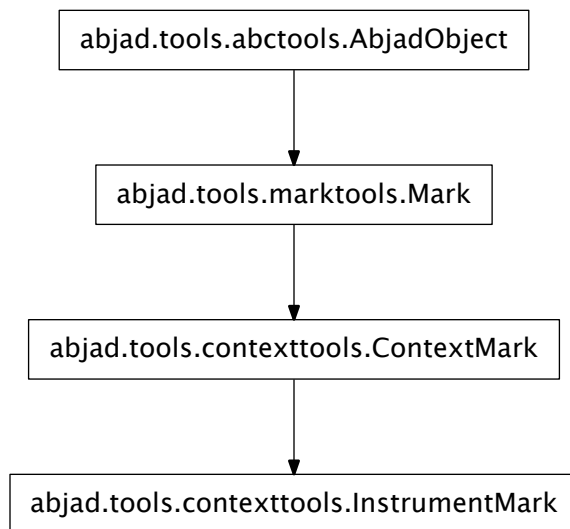 abjad.tools.abctools.AbjadObject
abjad.tools.marktools.Mark
abjad.tools.contexttools.ContextMark
abjad.tools.contexttools.InstrumentMark